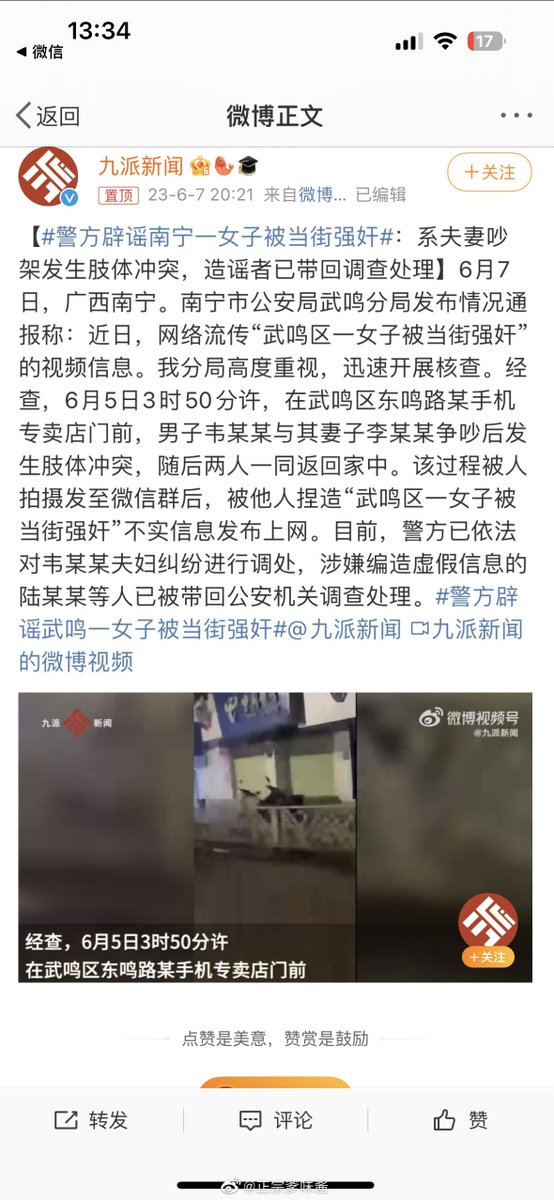 13:34
微信
17
返回
微博正文
九派新闻
+关注
置顶 23-6-7 20:21 来自微博... 已编辑
【#警方辟谣南宁一女子被当街强奸#：系夫妻吵
架发生肢体冲突，造谣者已带回调查处理】6月7
日，广西南宁。南宁市公安局武鸣分局发布情况通
报称：近日，网络流传“武鸣区一女子被当街强奸”
的视频信息。我分局高度重视，迅速开展核查。经
查，6月5日3时50分许，在武鸣区东鸣路某手机
专卖店门前，男子韦某某与其妻子李某某争吵后发
生肢体冲突，随后两人一同返回家中。该过程被人
拍摄发至微信群后，被他人捏造“武鸣区一女子被
当街强奸”不实信息发布上网。目前，警方已依法
对韦某某夫妇纠纷进行调处，涉嫌编造虚假信息的
陆某某等人已被带回公安机关调查处理。#警方辟
谣武鸣一女子被当街强奸#@九派新闻 九派新闻
的微博视频
九派 新闻
微博视频号
@九派新闻
经查，6月5日3时50分许
在武鸣区东鸣路某手机专卖店门前
+关注
点赞是美意，赞赏是鼓励
转发
评论
赞
@正宗爹味酱